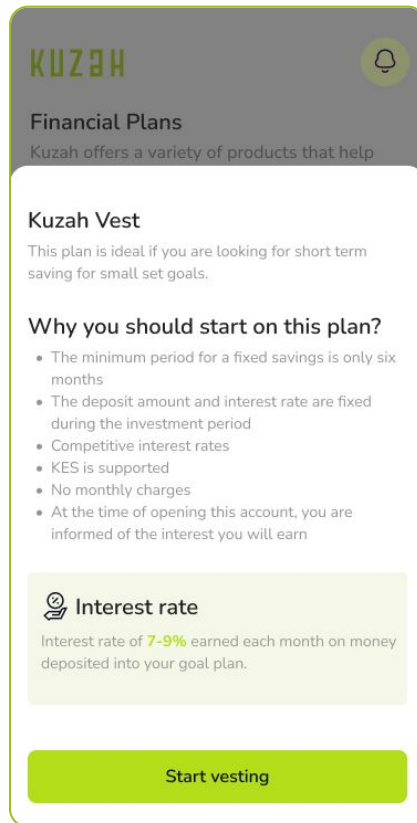 KUZAH
Financial Plans
Kuzah offers a variety of products that help
Kuzah Vest
This plan is ideal if you are looking for short term
saving for small set goals.
Why you should start on this plan?
• The minimum period for a fixed savings is only six
months
• The deposit amount and interest rate are fixed
during the investment period
• Competitive interest rates
• KES is supported
• No monthly charges
• At the time of opening this account, you are
informed of the interest you will earn
Interest rate
Interest rate of 7-9% earned each month on money
deposited into your goal plan.
Start vesting